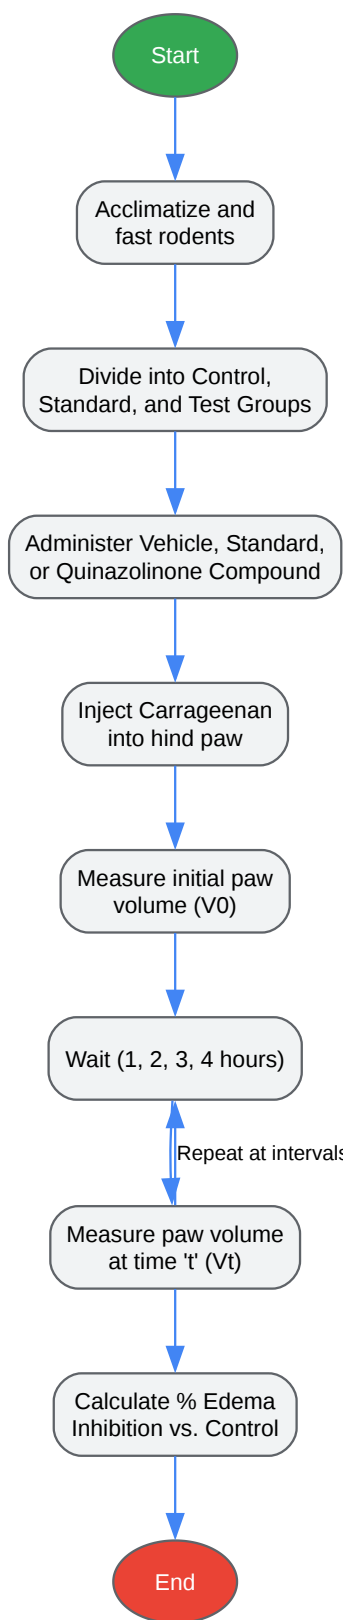 Start
Acclimatize and
fast rodents
Divide into Control,
Standard, and Test Groups
Administer Vehicle, Standard,
or Quinazolinone Compound
Inject Carrageenan
into hind paw
Measure initial paw
volume (V0)
Wait (1, 2, 3, 4 hours)
Repeat at intervals
Measure paw volume
at time 't' (Vt)
Calculate % Edema
Inhibition vs. Control
End